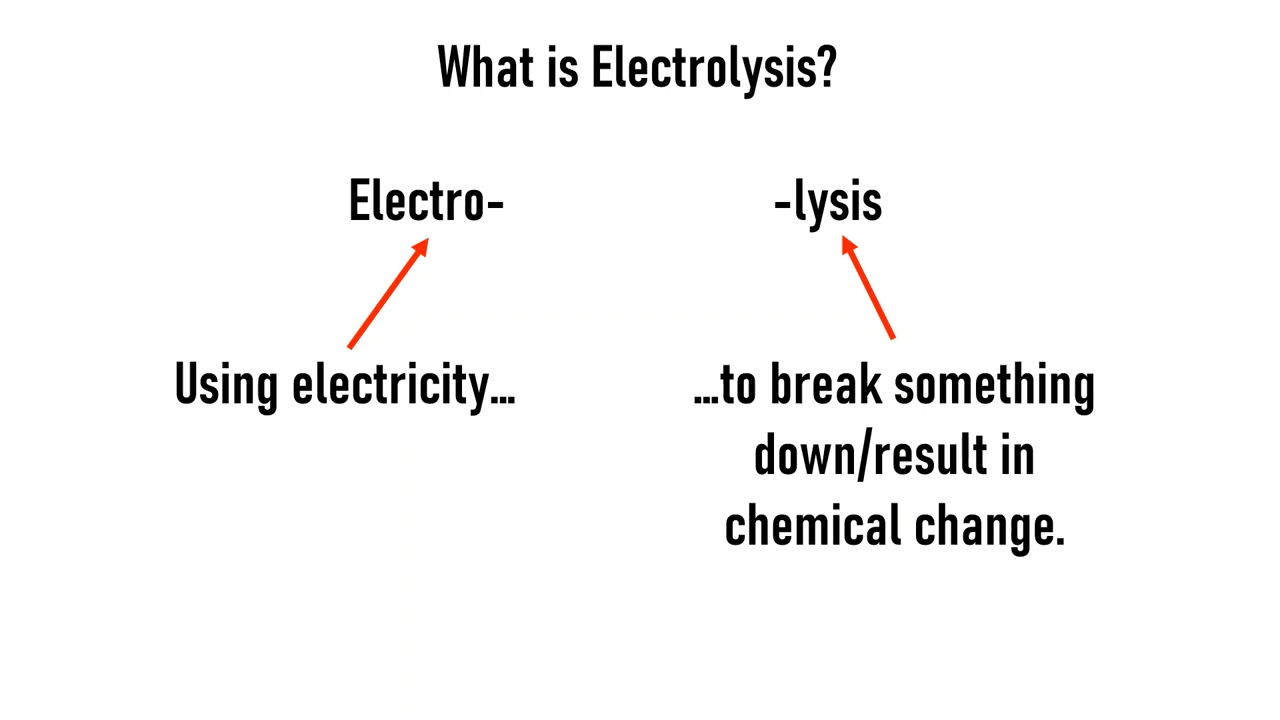 What is Electrolysis?
Electro-
-lysis
Using electricity...
...to break something
down/result in
chemical change.